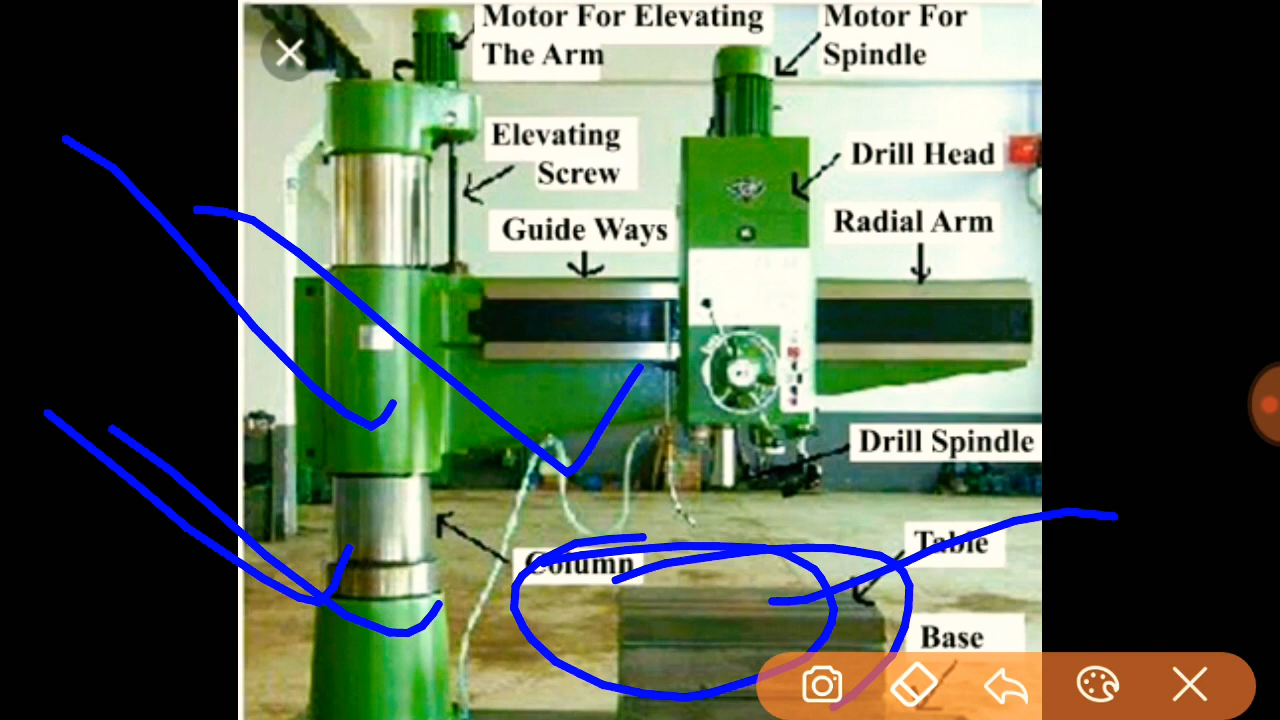 Motor For Elevating
The Arm
Motor For
Spindle
Elevating
Screw
Drill Head
Guide Ways
Radial Arm
Drill Spindle
Column
Table
Base